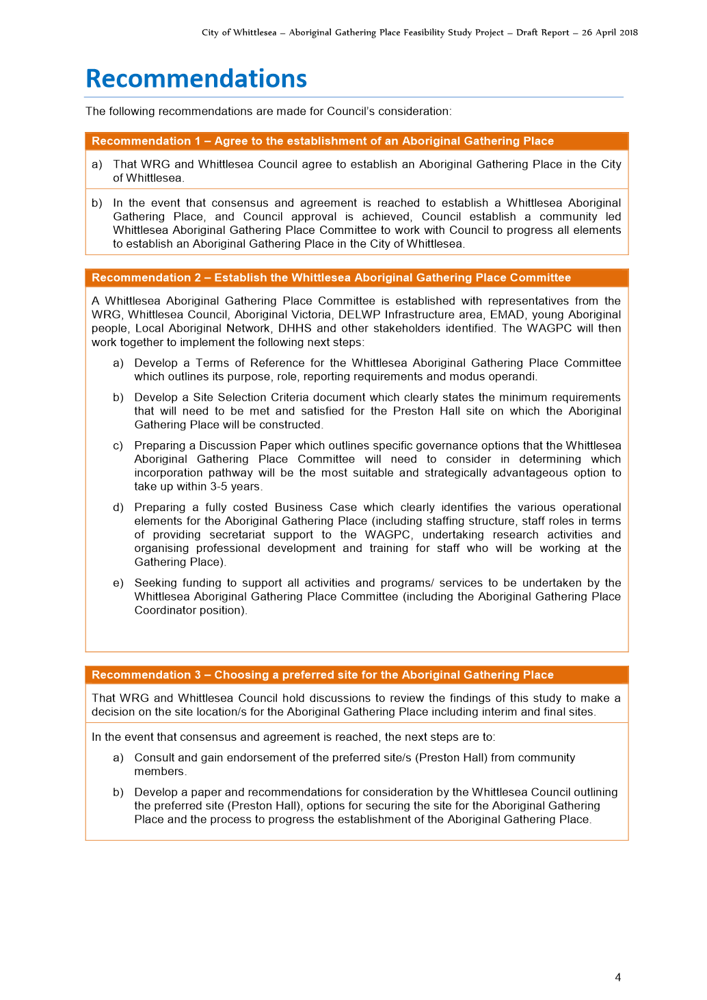 City of Whittlesea – Aboriginal Gathering Place Feasibility Study Project – Draft Report – 26 April 2018
Recommendations
The following recommendations are made for Council's consideration:
Recommendation 1 – Agree to the establishment of an Aboriginal Gathering Place
a) That WRG and Whittlesea Council agree to establish an Aboriginal Gathering Place in the City
of Whittlesea.
b) In the event that consensus and agreement is reached to establish a Whittlesea Aboriginal
Gathering Place, and Council approval is achieved, Council establish a community led
Whittlesea Aboriginal Gathering Place Committee to work with Council to progress all elements
to establish an Aboriginal Gathering Place in the City of Whittlesea.
Recommendation 2 – Establish the Whittlesea Aboriginal Gathering Place Committee
A Whittlesea Aboriginal Gathering Place Committee is established with representatives from the
WRG, Whittlesea Council, Aboriginal Victoria, DELWP Infrastructure area, EMAD, young Aboriginal
people, Local Aboriginal Network, DHHS and other stakeholders identified. The WAGPC will then
work together to implement the following next steps:
a) Develop a Terms of Reference for the Whittlesea Aboriginal Gathering Place Committee
which outlines its purpose, role, reporting requirements and modus operandi.
b) Develop a Site Selection Criteria document which clearly states the minimum requirements
that will need to be met and satisfied for the Preston Hall site on which the Aboriginal
Gathering Place will be constructed.
c) Preparing a Discussion Paper which outlines specific governance options that the Whittlesea
Aboriginal Gathering Place Committee will need to consider in determining which
incorporation pathway will be the most suitable and strategically advantageous option to
take up within 3-5 years.
d) Preparing a fully costed Business Case which clearly identifies the various operational
elements for the Aboriginal Gathering Place (including staffing structure, staff roles in terms
of providing secretariat support to the WAGPC, undertaking research activities and
organising professional development and training for staff who will be working at the
Gathering Place).
e) Seeking funding to support all activities and programs/ services to be undertaken by the
Whittlesea Aboriginal Gathering Place Committee (including the Aboriginal Gathering Place
Coordinator position).
Recommendation 3 – Choosing a preferred site for the Aboriginal Gathering Place
That WRG and Whittlesea Council hold discussions to review the findings of this study to make a
decision on the site location/s for the Aboriginal Gathering Place including interim and final sites.
In the event that consensus and agreement is reached, the next steps are to:
a) Consult and gain endorsement of the preferred site/s (Preston Hall) from community
members.
b) Develop a paper and recommendations for consideration by the Whittlesea Council outlining
the preferred site (Preston Hall), options for securing the site for the Aboriginal Gathering
Place and the process to progress the establishment of the Aboriginal Gathering Place.
4